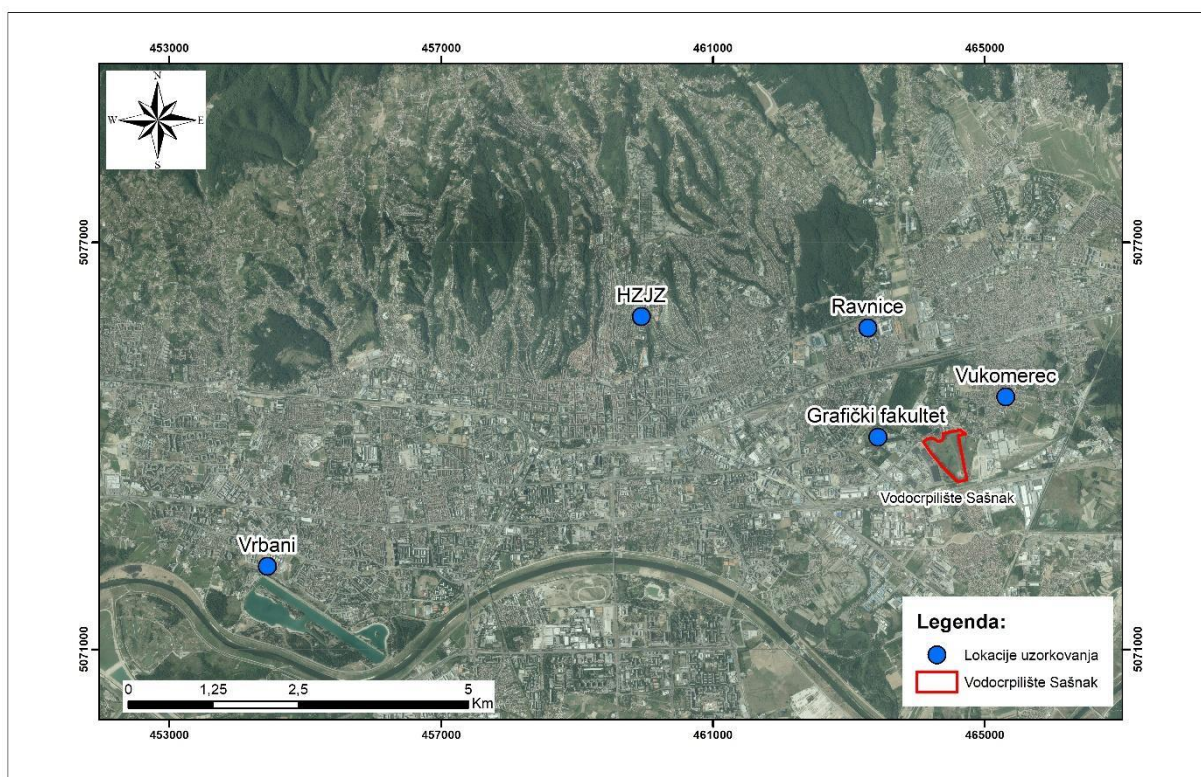 453000 457000 461000 465000
N
W E
S
5077000 5077000
HZJZ
Ravnice
Vukomerec
Grafički fakultet
Vodocrpilište Sašnak
Vrbani
5071000 5071000
Legenda:
Lokacije uzorkovanja
Vodocrpilište Sašnak
0 1,25 2,5 5
Km
453000 457000 461000 465000